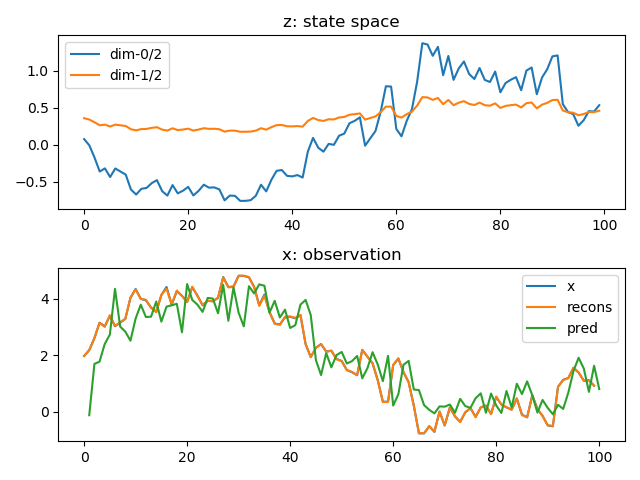 z: state space
dim-0/2
dim-1/2
1.0
0.5
0.0
−0.5
0 20 40 60 80 100
x: observation
x
recons
pred
4
2
0
0 20 40 60 80 100